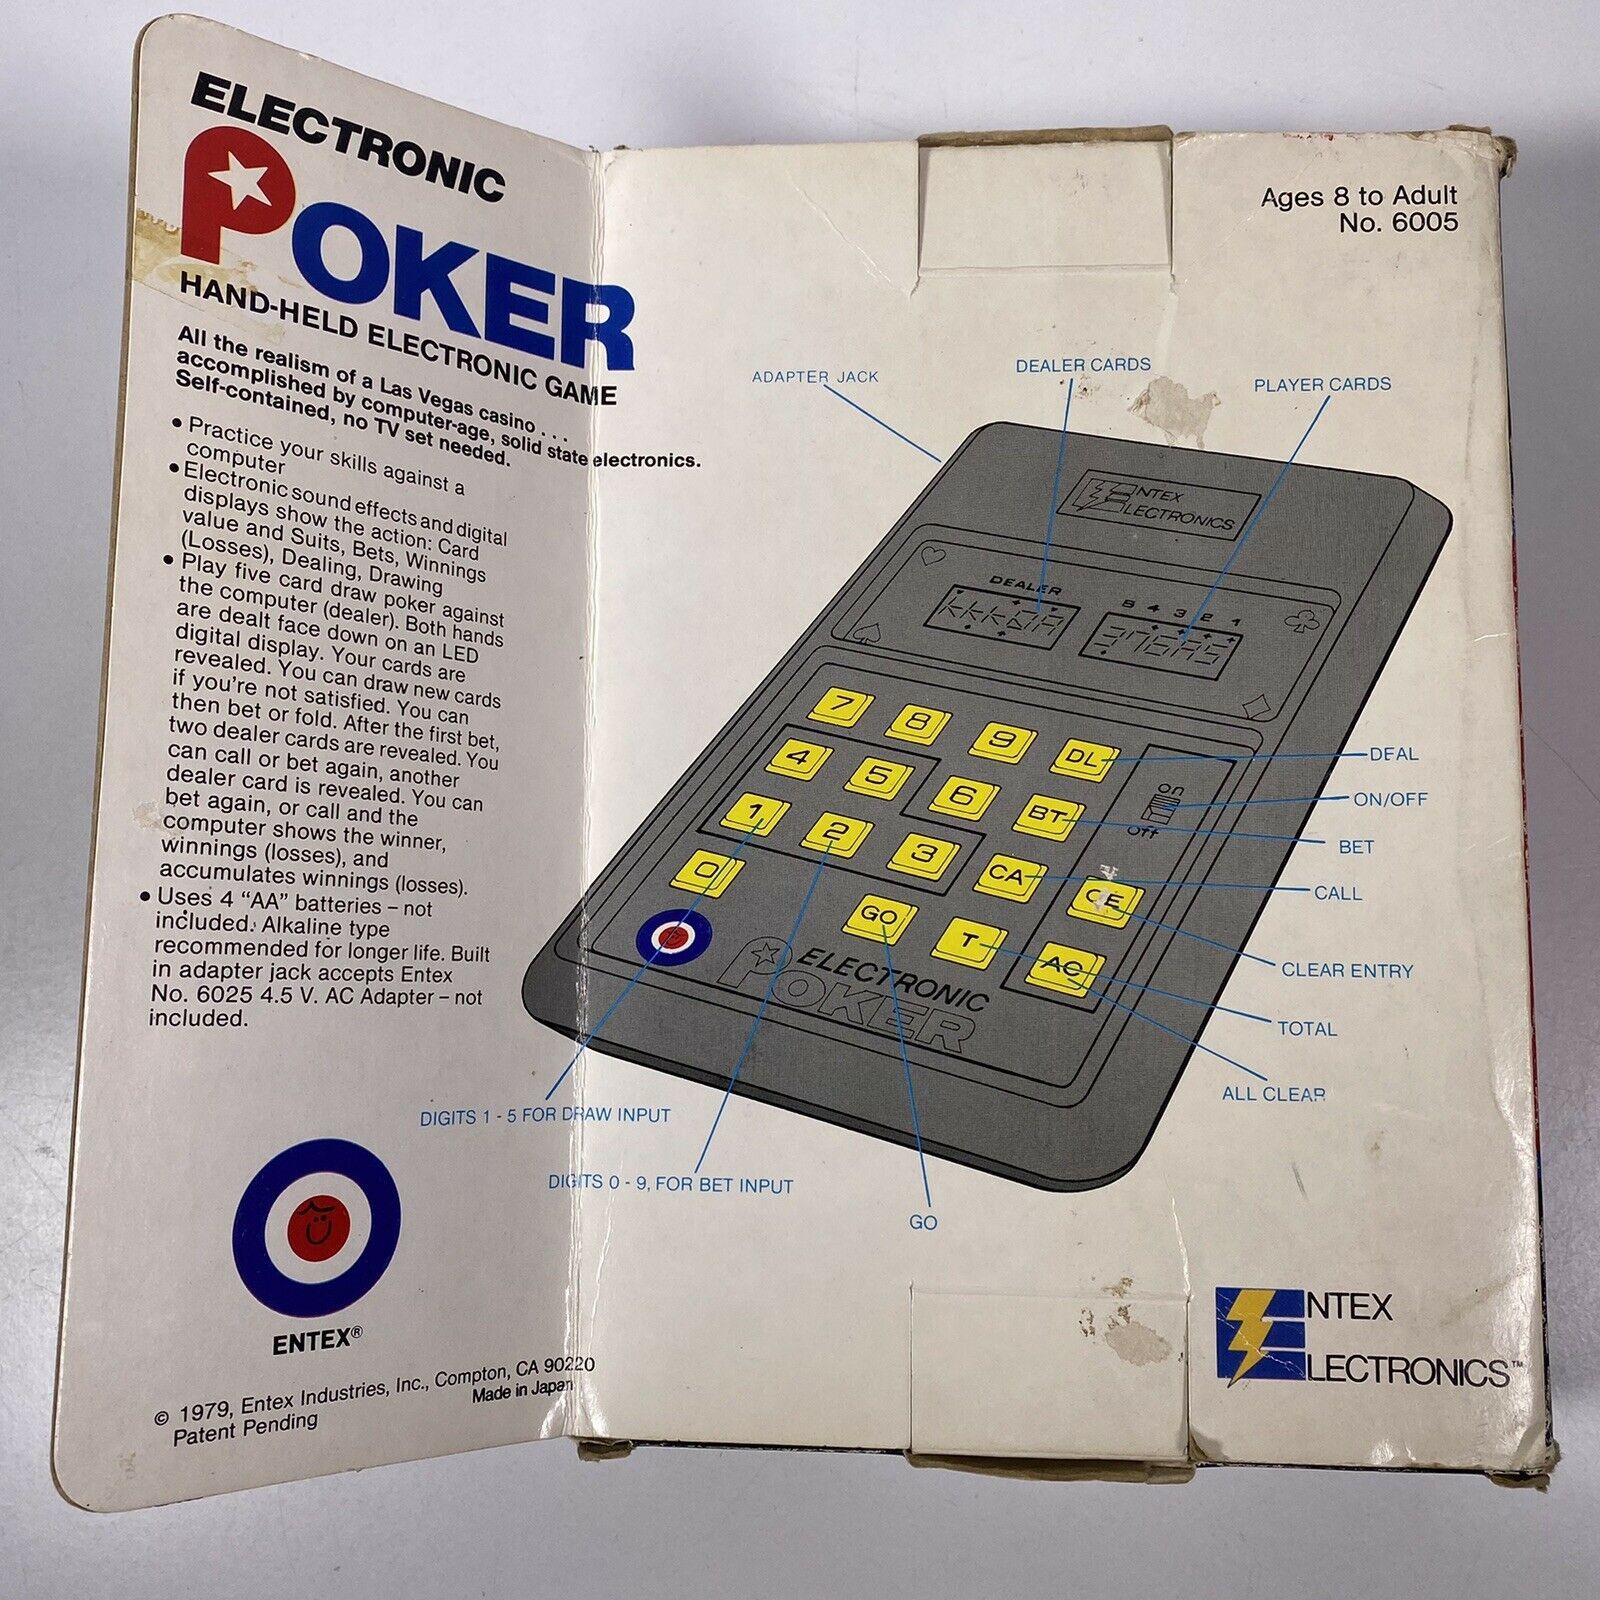 ELECTRONIC
POKER
HAND-HELD ELECTRONIC GAME
All the realism of a Las Vegas casino . . .
accomplished by computer-age, solid state electronics.
Self-contained, no TV set needed.
• Practice your skills against a
computer
• Electronic sound effects and digital
displays show the action: Card
value and Suits, Bets, Winnings
(Losses), Dealing, Drawing
• Play five card draw poker against
the computer (dealer). Both hands
are dealt face down on an LED
digital display. Your cards are
revealed. You can draw new cards
if you're not satisfied. You can
then bet or fold. After the first bet,
two dealer cards are revealed. You
can call or bet again, another
dealer card is revealed. You can
bet again, or call and the
computer shows the winner,
winnings (losses), and
accumulates winnings (losses).
• Uses 4 "AA" batteries – not
included. Alkaline type
recommended for longer life. Built
in adapter jack accepts Entex
No. 6025 4.5 V. AC Adapter – not
included.
ENTEX®
© 1979, Entex Industries, Inc., Compton, CA 90220
Patent Pending
Made in Japan
Ages 8 to Adult
No. 6005
ADAPTER JACK
DEALER CARDS
PLAYER CARDS
ENTEX
ELECTRONICS
DEALER
5 4 3 2 1
KKK
376A5
7 8 9 DL
4 5 6 BT
1 2 3 CA CE
0 GO T AC
on
Off
ELECTRONIC
POKER
DEAL
ON/OFF
BET
CALL
CLEAR ENTRY
TOTAL
ALL CLEAR
DIGITS 1 - 5 FOR DRAW INPUT
DIGITS 0 - 9, FOR BET INPUT
GO
ENTEX
ELECTRONICS™